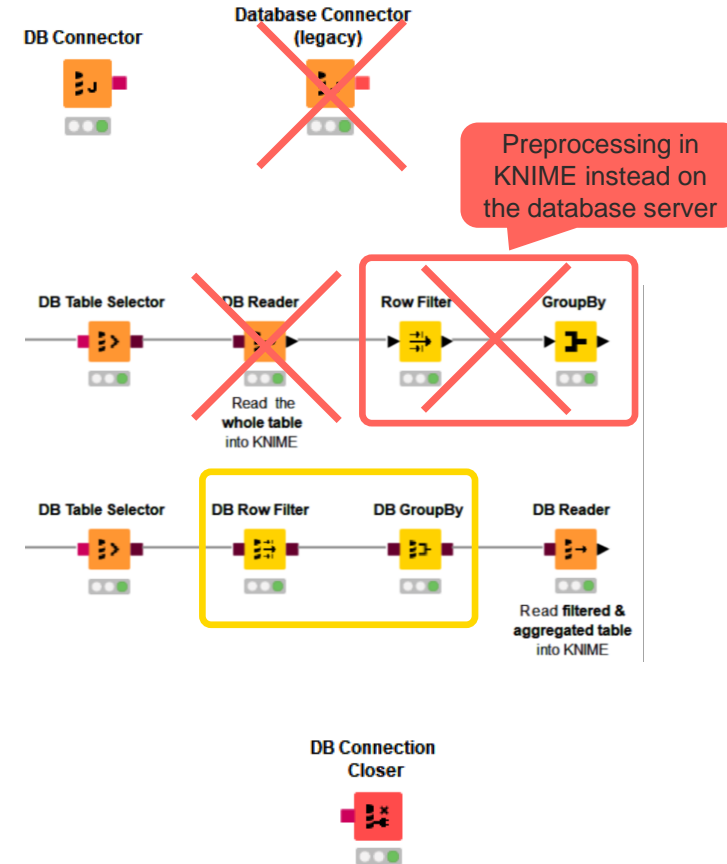 DB Connector
Database Connector
(legacy)
Preprocessing in
KNIME instead on
the database server
DB Table Selector
DB Reader
Row Filter
GroupBy
Read the
whole table
into KNIME
DB Table Selector
DB Row Filter
DB GroupBy
DB Reader
Read filtered &
aggregated table
into KNIME
DB Connection
Closer